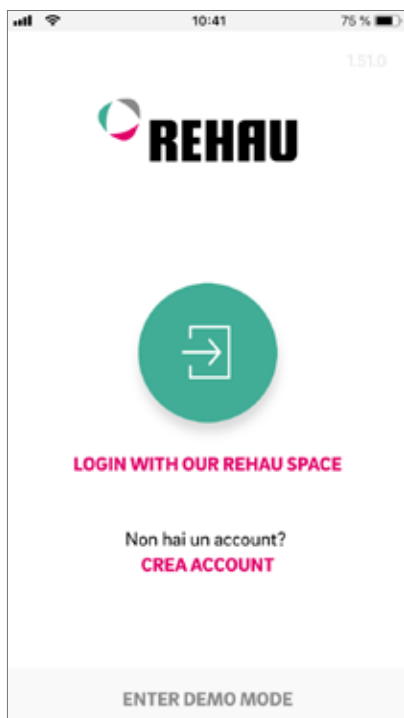 10:41
75 %
1.51.0
REHAU
LOGIN WITH OUR REHAU SPACE
Non hai un account?
CREA ACCOUNT
ENTER DEMO MODE